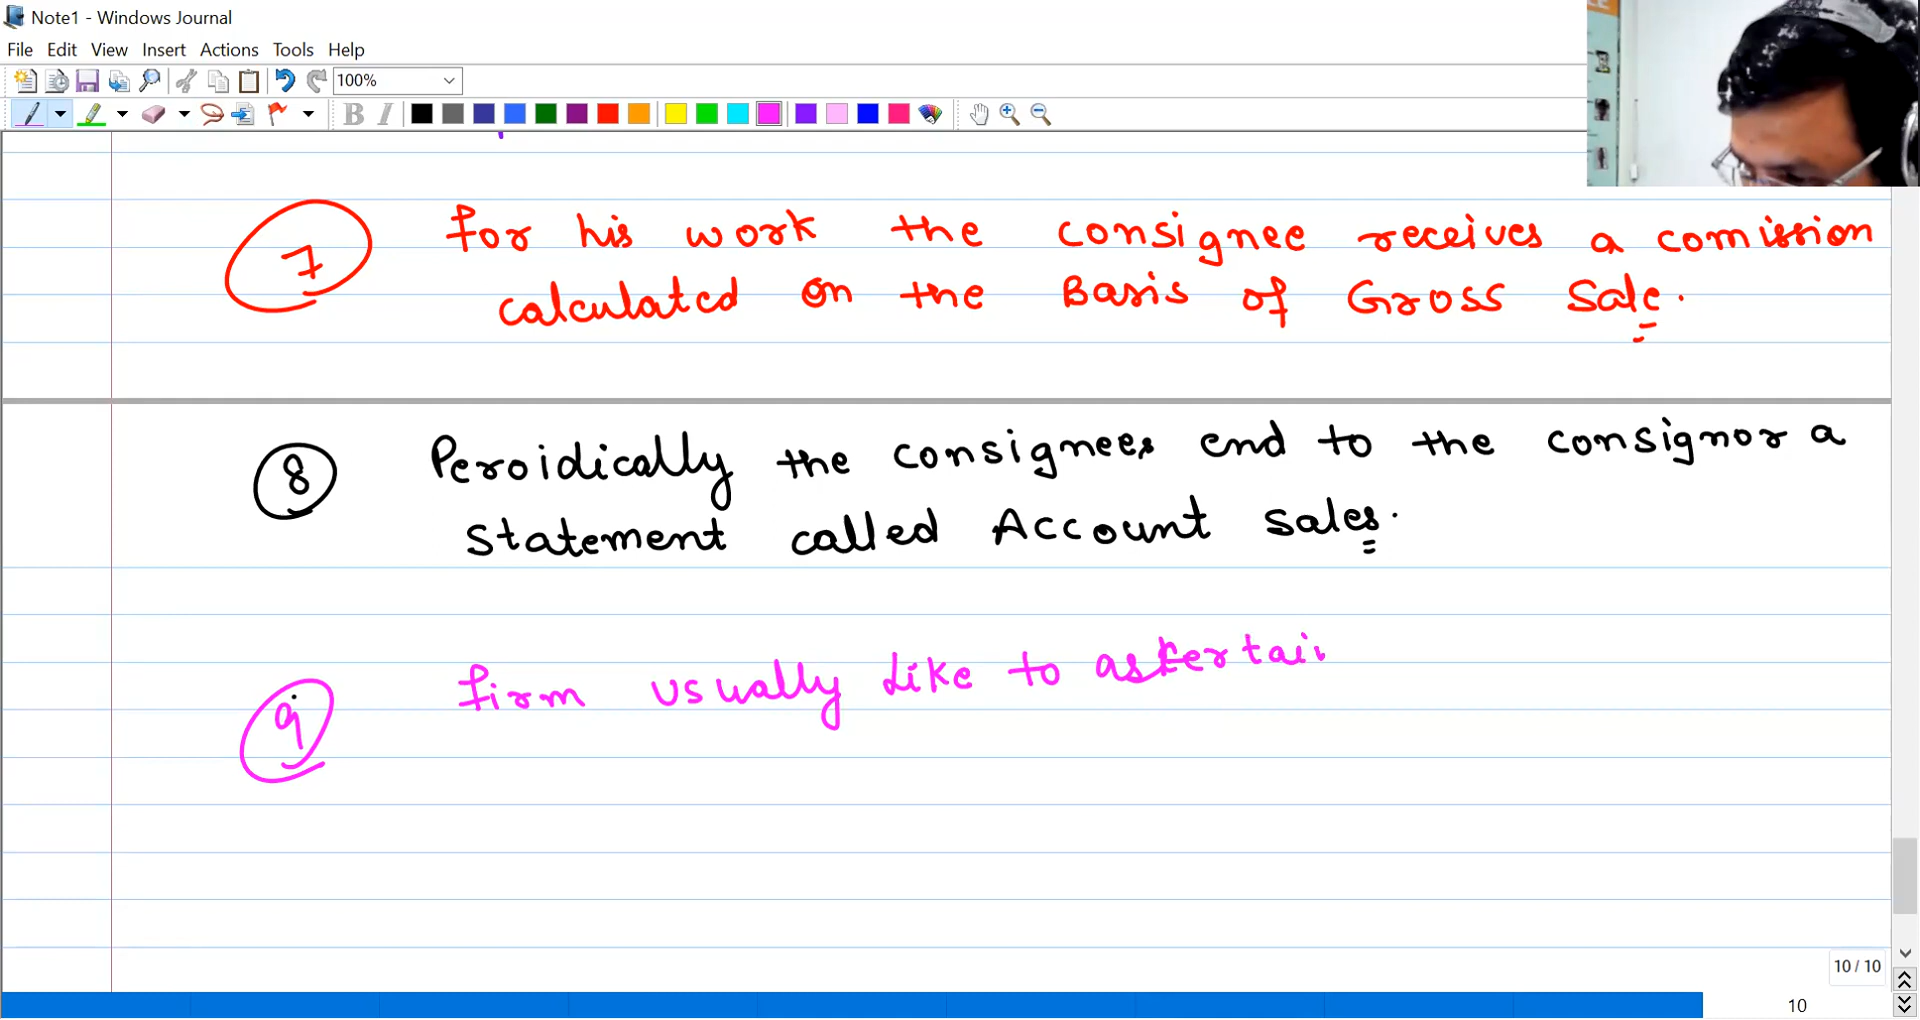 Note1 - Windows Journal
File Edit View Insert Actions Tools Help
100%
B I
7 for his work the consignee receives a comission
calculated on the Basis of Gross Sale.
8 Peroidically the consignees end to the consignor a
statement called Account sales.
9 firm usually like to ascertai
10 / 10
10